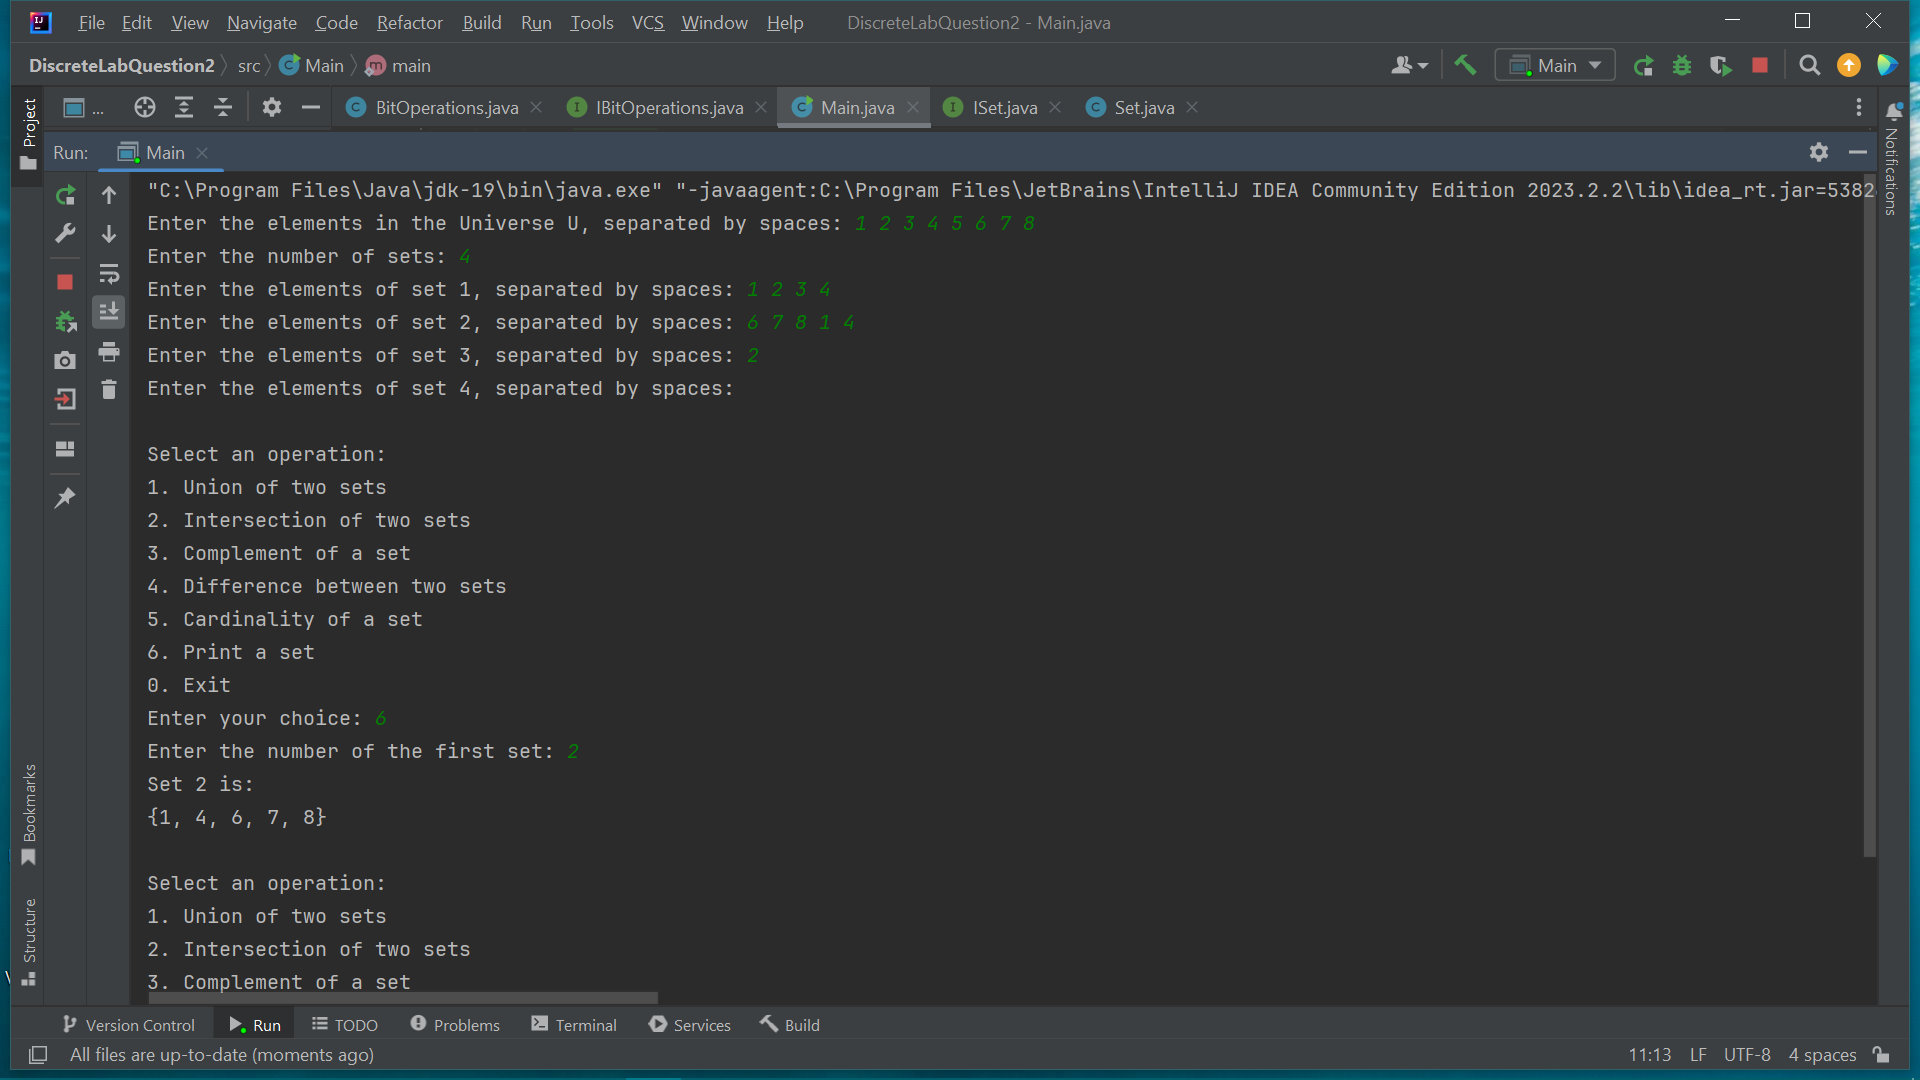 File Edit View Navigate Code Refactor Build Run Tools VCS Window Help DiscreteLabQuestion2 - Main.java
DiscreteLabQuestion2 src Main main
Main
Project
... BitOperations.java IBitOperations.java Main.java ISet.java Set.java
Notifications
Run: Main
"C:\Program Files\Java\jdk-19\bin\java.exe" "-javaagent:C:\Program Files\JetBrains\IntelliJ IDEA Community Edition 2023.2.2\lib\idea_rt.jar=5382
Enter the elements in the Universe U, separated by spaces: 1 2 3 4 5 6 7 8
Enter the number of sets: 4
Enter the elements of set 1, separated by spaces: 1 2 3 4
Enter the elements of set 2, separated by spaces: 6 7 8 1 4
Enter the elements of set 3, separated by spaces: 2
Enter the elements of set 4, separated by spaces:
Select an operation:
1. Union of two sets
2. Intersection of two sets
3. Complement of a set
4. Difference between two sets
5. Cardinality of a set
6. Print a set
0. Exit
Enter your choice: 6
Enter the number of the first set: 2
Set 2 is:
{1, 4, 6, 7, 8}
Select an operation:
1. Union of two sets
2. Intersection of two sets
3. Complement of a set
Bookmarks
Structure
Version Control Run TODO Problems Terminal Services Build
All files are up-to-date (moments ago) 11:13 LF UTF-8 4 spaces